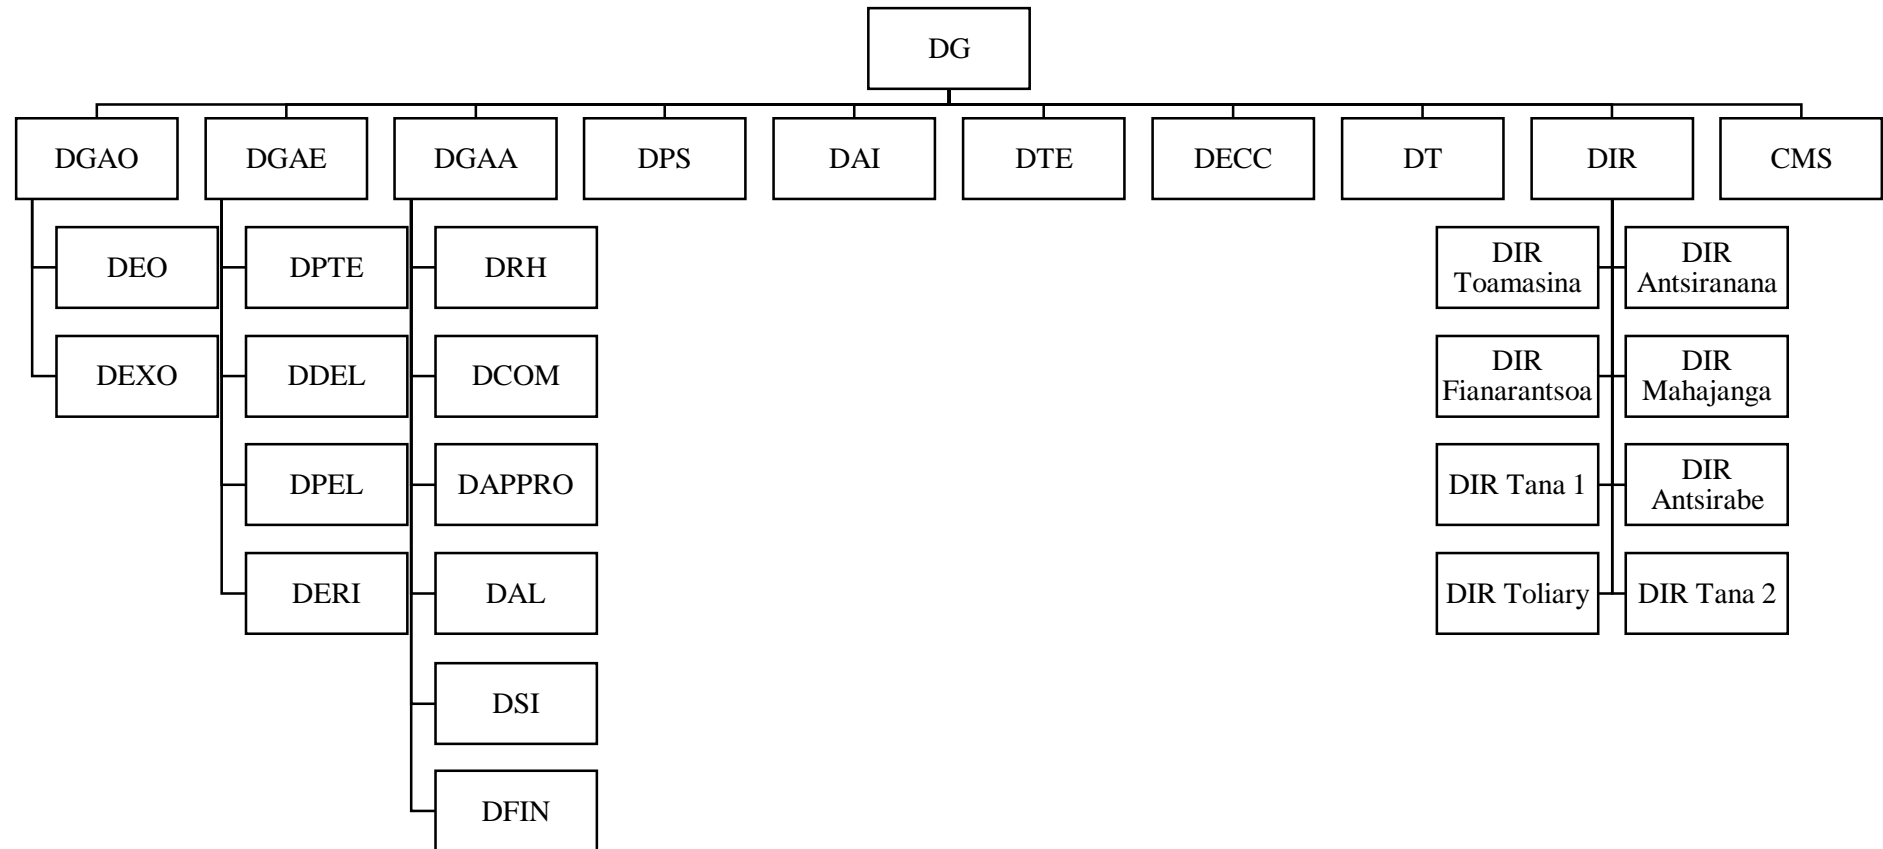 DG
DGAO
DGAE
DGAA
DPS
DAI
DTE
DECC
DT
DIR
CMS
DEO
DEXO
DPTE
DDEL
DPEL
DERI
DRH
DCOM
DAPPRO
DAL
DSI
DFIN
DIR
Toamasina
DIR
Antsiranana
DIR
Fianarantsoa
DIR
Mahajanga
DIR Tana 1
DIR
Antsirabe
DIR Toliary
DIR Tana 2